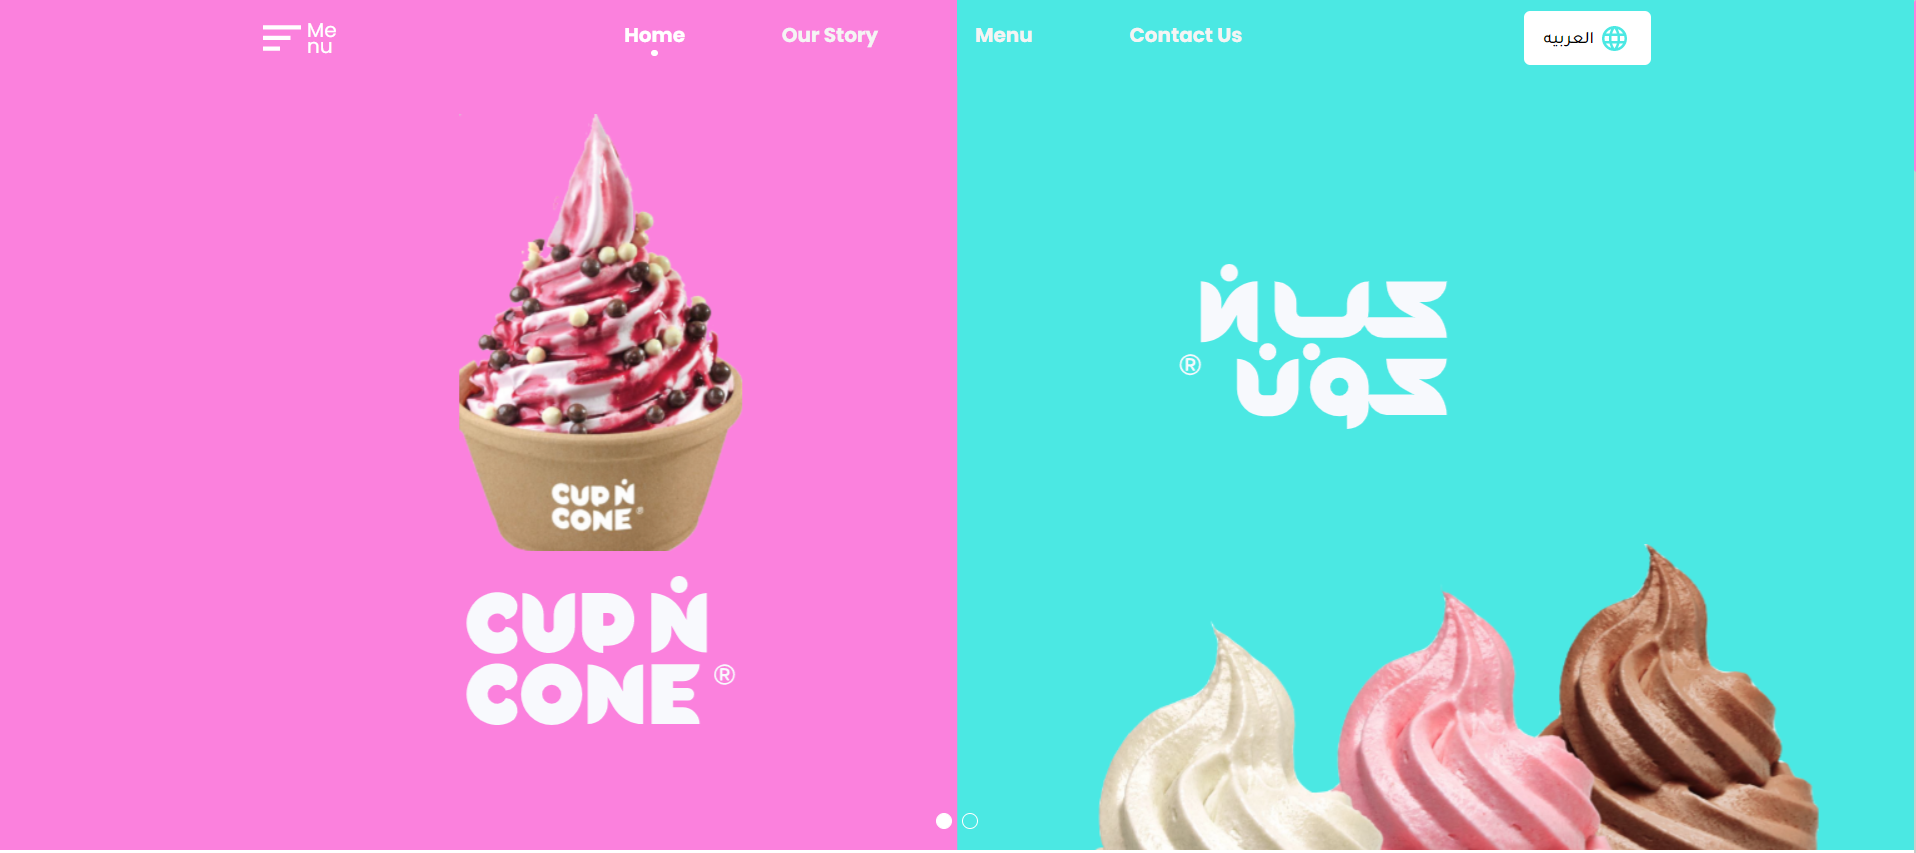 Me
nu
Home
Our Story
Menu
Contact Us
العربيه
CUP Ṅ
CONE ®
CUP Ṅ
CONE ®
كب Ṅ
كون ®